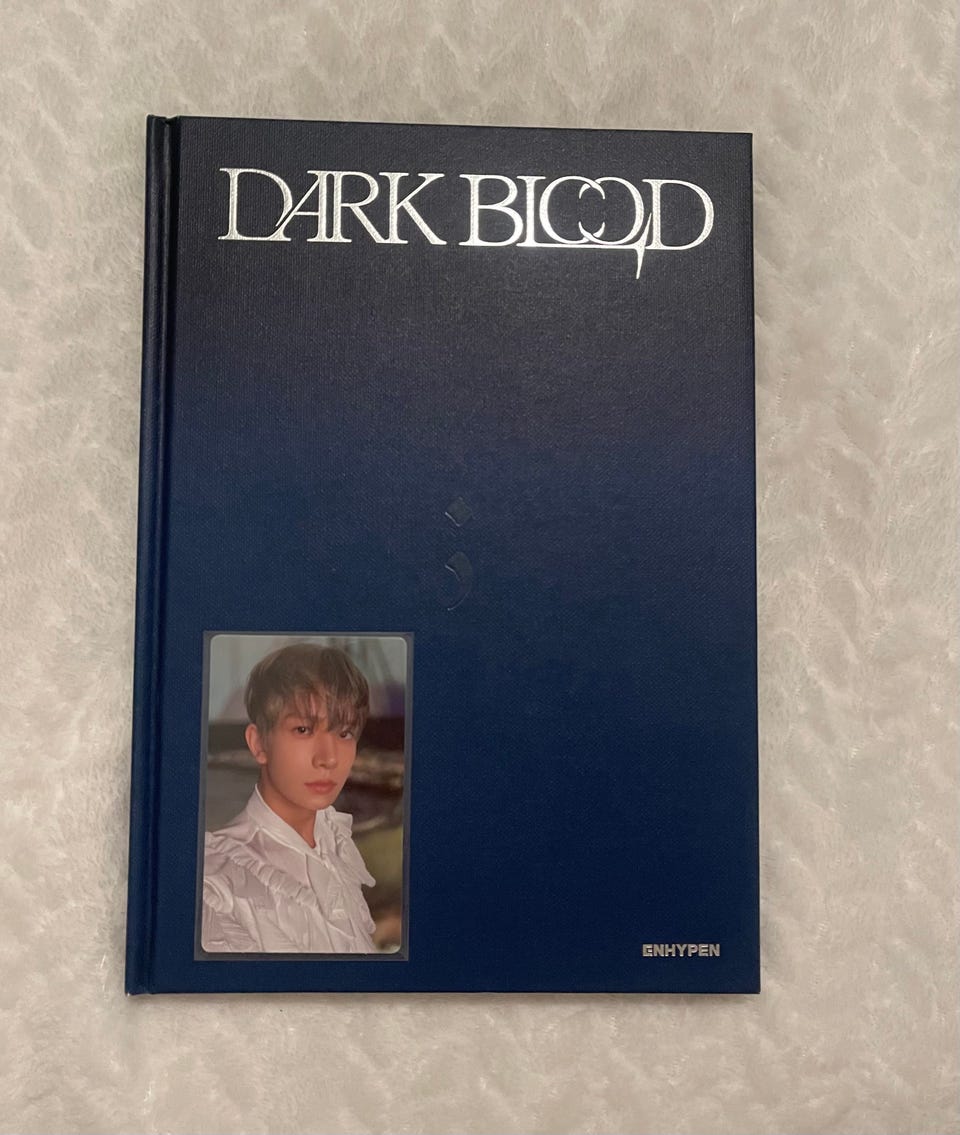 DARK BLOOD
;
ENHYPEN